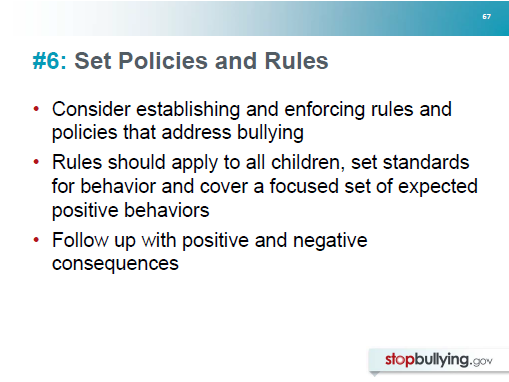 57
#6: Set Policies and Rules
• Consider establishing and enforcing rules and
policies that address bullying
• Rules should apply to all children, set standards
for behavior and cover a focused set of expected
positive behaviors
• Follow up with positive and negative
consequences
stopbullying.gov